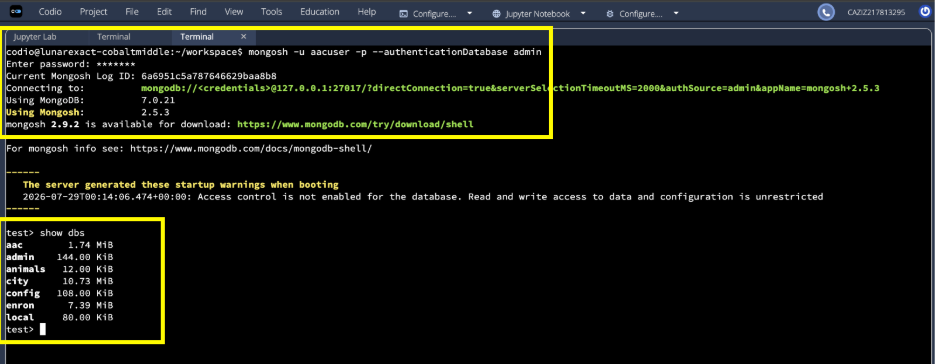 Codio Project File Edit Find View Tools Education Help Configure.... Jupyter Notebook Configure.... CAZIZ217813295
Jupyter Lab Terminal Terminal ×
codio@lunarexact-cobaltmiddle:~/workspace$ mongosh -u aacuser -p --authenticationDatabase admin
Enter password: *******
Current Mongosh Log ID: 6a6951c5a787646629baa8b8
Connecting to: mongodb://<credentials>@127.0.0.1:27017/?directConnection=true&serverSelectionTimeoutMS=2000&authSource=admin&appName=mongosh+2.5.3
Using MongoDB: 7.0.21
Using Mongosh: 2.5.3
mongosh 2.9.2 is available for download: https://www.mongodb.com/try/download/shell
For mongosh info see: https://www.mongodb.com/docs/mongodb-shell/
------
The server generated these startup warnings when booting
2026-07-29T00:14:06.474+00:00: Access control is not enabled for the database. Read and write access to data and configuration is unrestricted
------
test> show dbs
aac 1.74 MiB
admin 144.00 KiB
animals 12.00 KiB
city 10.73 MiB
config 108.00 KiB
enron 7.39 MiB
local 80.00 KiB
test>